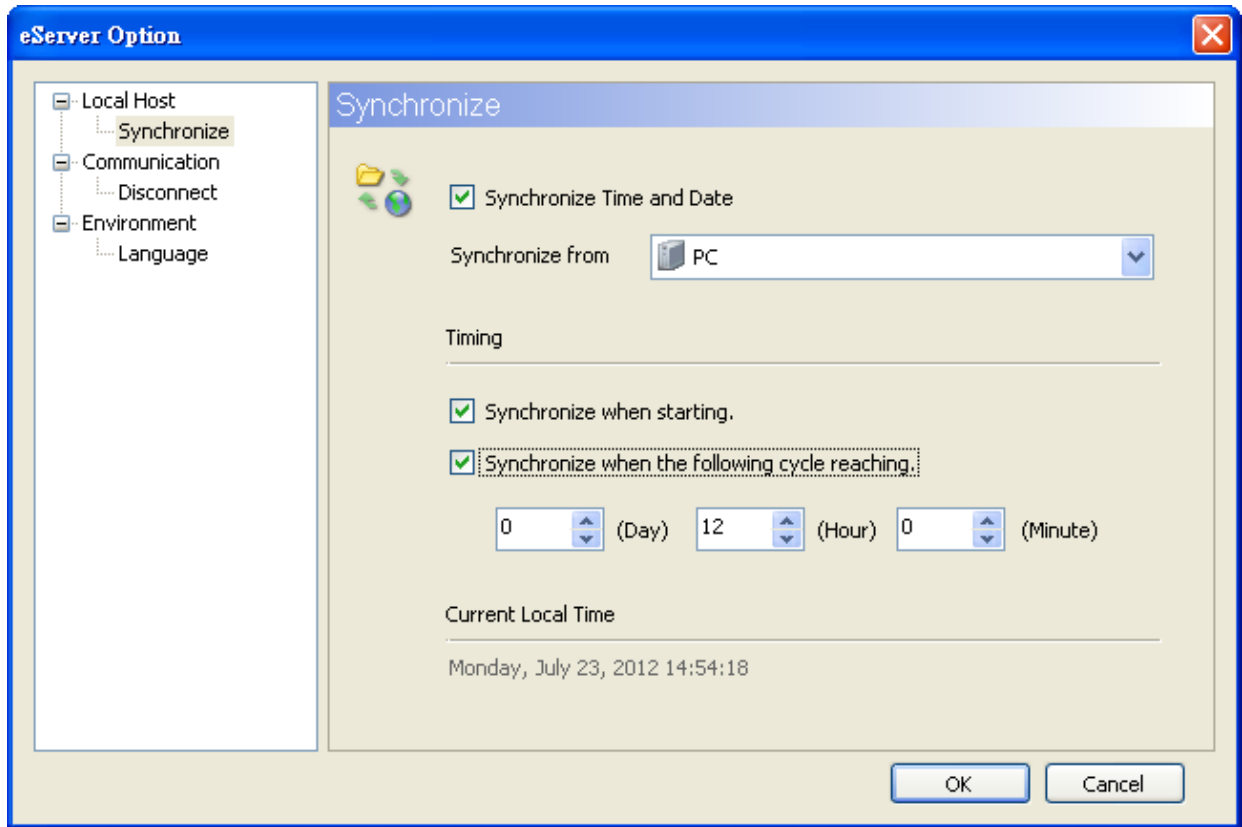 eServer Option
Local Host
Synchronize
Communication
Disconnect
Environment
Language
Synchronize
Synchronize Time and Date
Synchronize from PC
Timing
Synchronize when starting.
Synchronize when the following cycle reaching.
0 (Day) 12 (Hour) 0 (Minute)
Current Local Time
Monday, July 23, 2012 14:54:18
OK Cancel